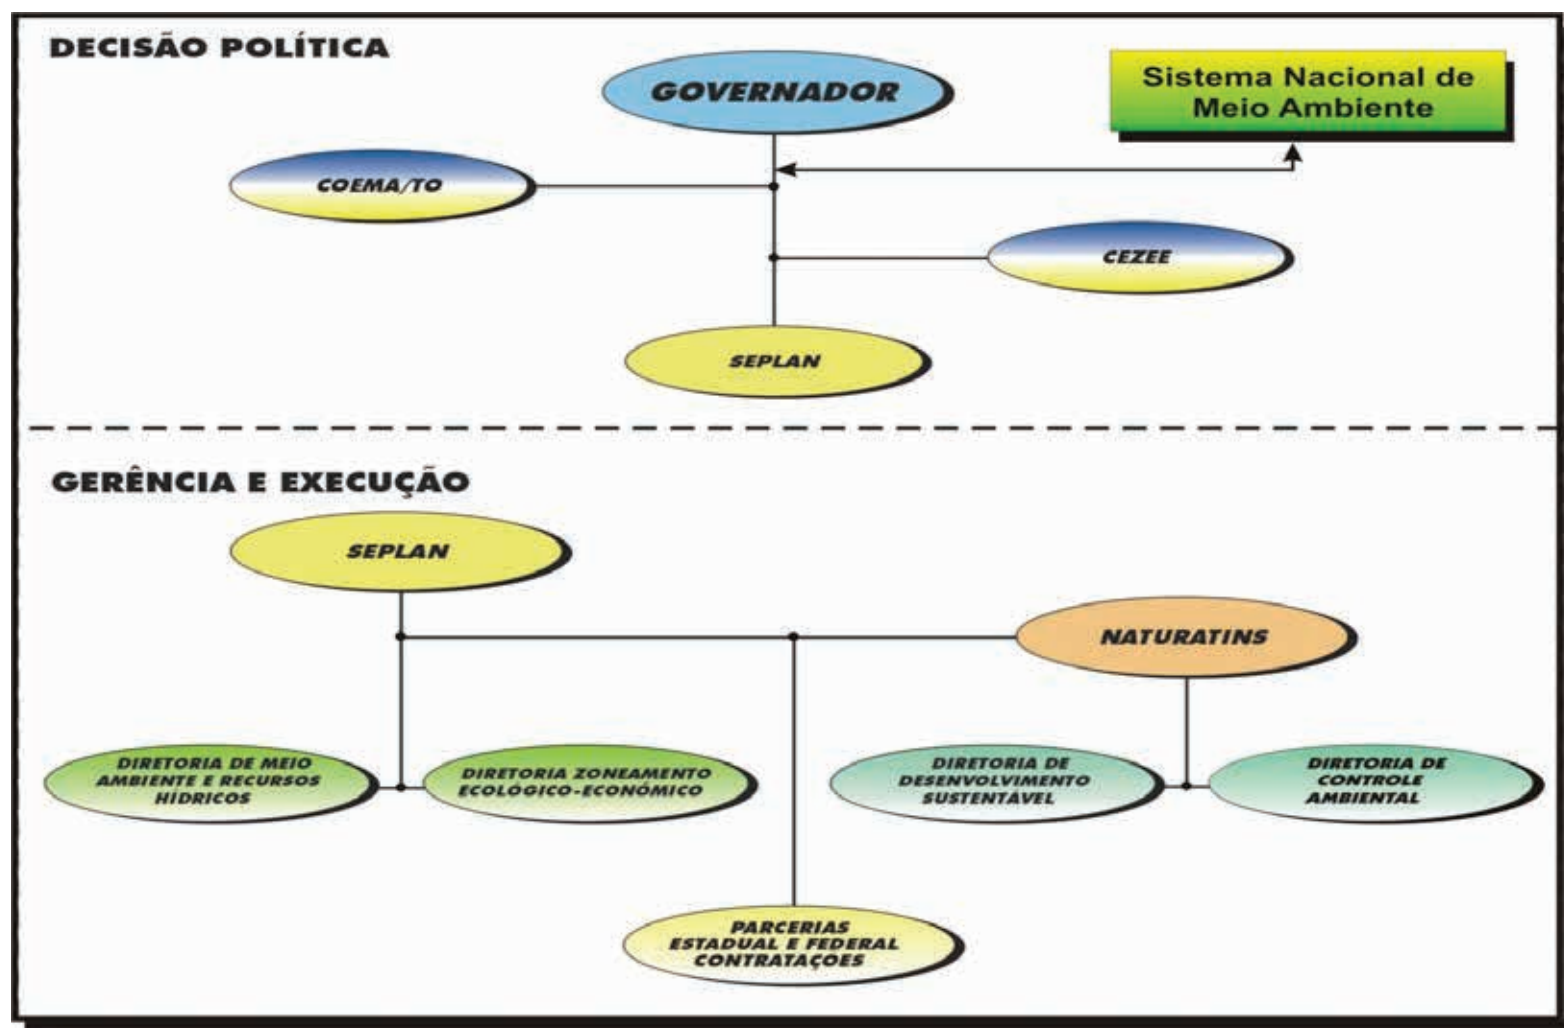 DECISÃO POLÍTICA
GOVERNADOR
Sistema Nacional de
Meio Ambiente
COEMA/TO
CEZEE
SEPLAN
GERÊNCIA E EXECUÇÃO
SEPLAN
NATURATINS
DIRETORIA DE MEIO
AMBIENTE E RECURSOS
HÍDRICOS
DIRETORIA ZONEAMENTO
ECOLÓGICO-ECONÔMICO
DIRETORIA DE
DESENVOLVIMENTO
SUSTENTÁVEL
DIRETORIA DE
CONTROLE
AMBIENTAL
PARCERIAS
ESTADUAL E FEDERAL
CONTRATAÇOES